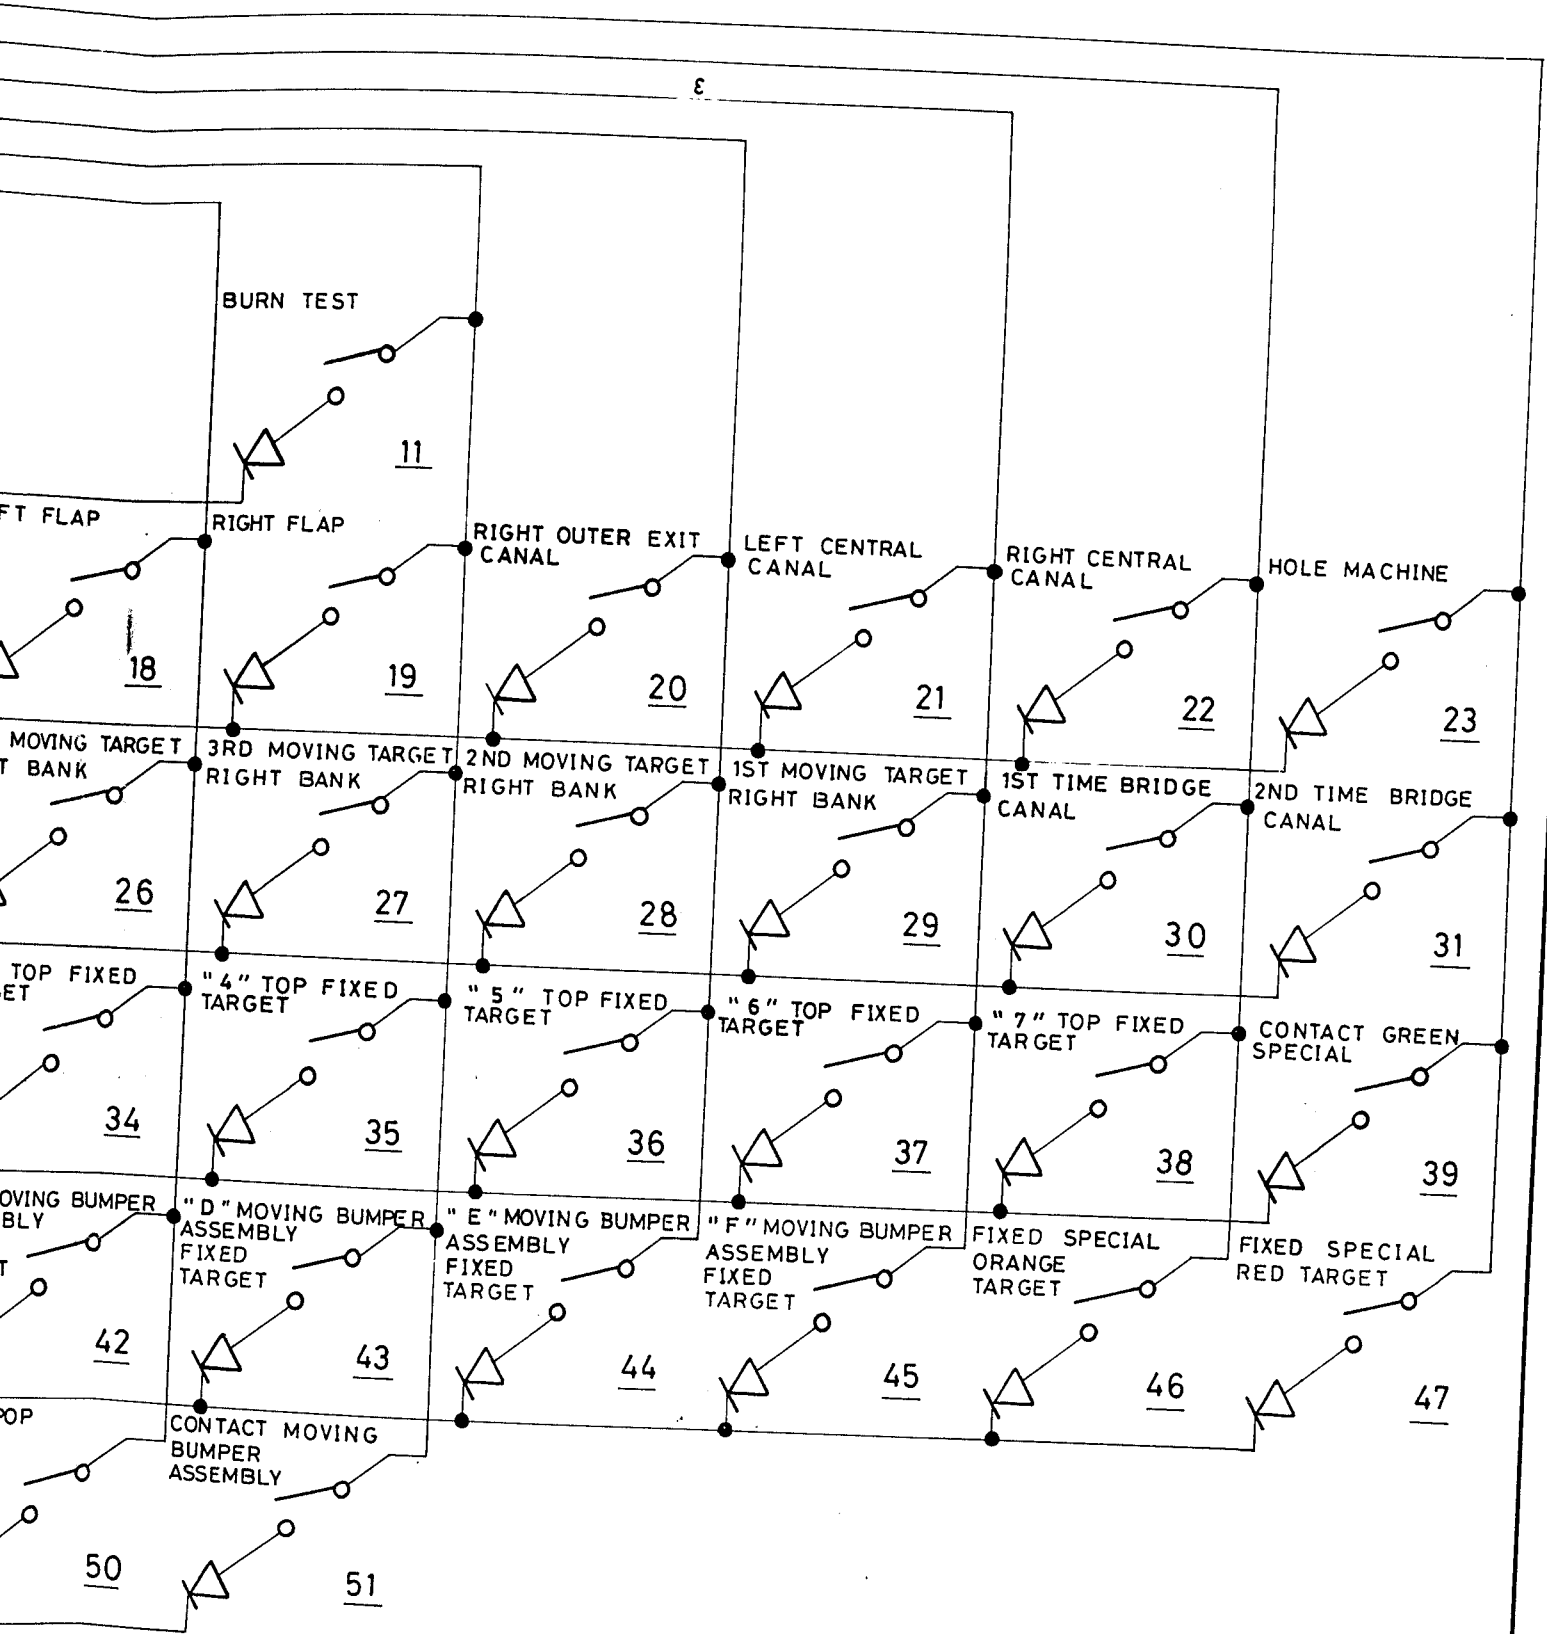 ε
BURN TEST
11
FT FLAP
RIGHT FLAP
RIGHT OUTER EXIT
CANAL
LEFT CENTRAL
CANAL
RIGHT CENTRAL
CANAL
HOLE MACHINE
18
19
20
21
22
23
MOVING TARGET
T BANK
3RD MOVING TARGET
RIGHT BANK
2ND MOVING TARGET
RIGHT BANK
1ST MOVING TARGET
RIGHT BANK
1ST TIME BRIDGE
CANAL
2ND TIME BRIDGE
CANAL
26
27
28
29
30
31
TOP FIXED
GET
"4" TOP FIXED
TARGET
"5" TOP FIXED
TARGET
"6" TOP FIXED
TARGET
"7" TOP FIXED
TARGET
CONTACT GREEN
SPECIAL
34
35
36
37
38
39
OVING BUMPER
BLY
T
"D" MOVING BUMPER
ASSEMBLY
FIXED
TARGET
"E" MOVING BUMPER
ASSEMBLY
FIXED
TARGET
"F" MOVING BUMPER
ASSEMBLY
FIXED
TARGET
FIXED SPECIAL
ORANGE
TARGET
FIXED SPECIAL
RED TARGET
42
43
44
45
46
47
POP
CONTACT MOVING
BUMPER
ASSEMBLY
50
51